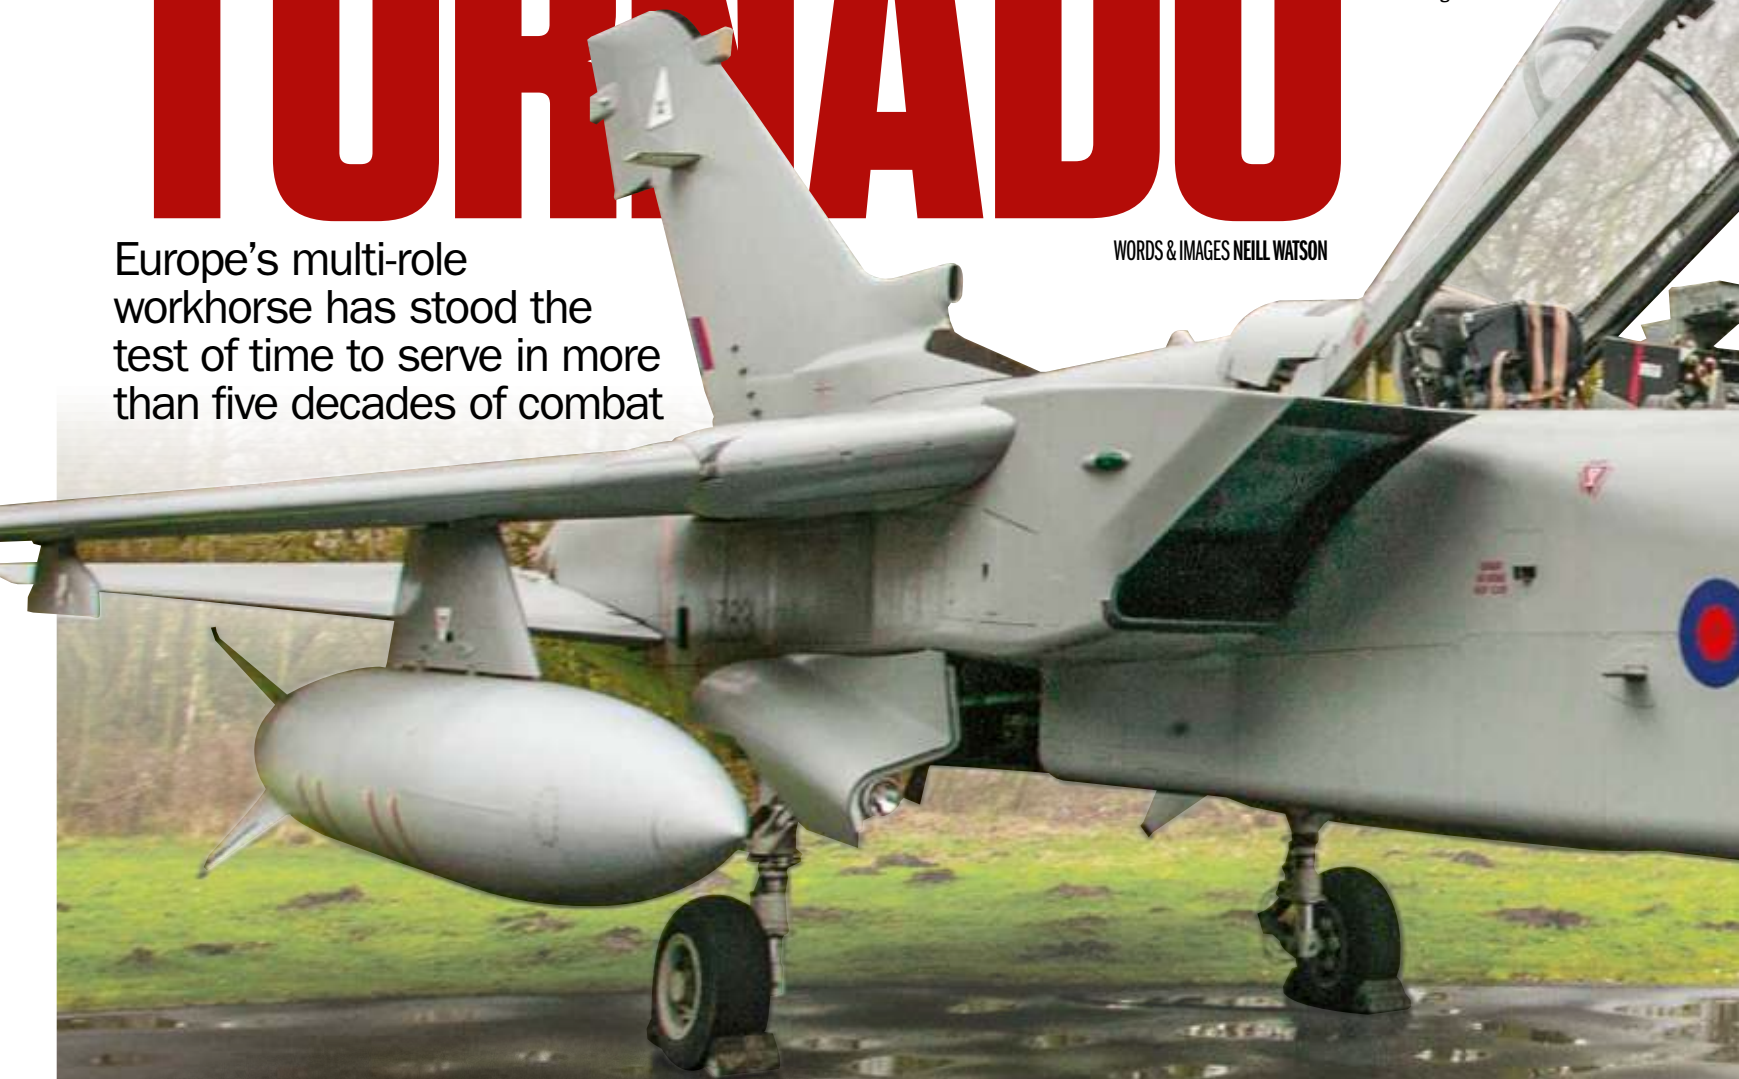 TORNADO
Europe's multi-role
workhorse has stood the
test of time to serve in more
than five decades of combat
WORDS & IMAGES NEILL WATSON